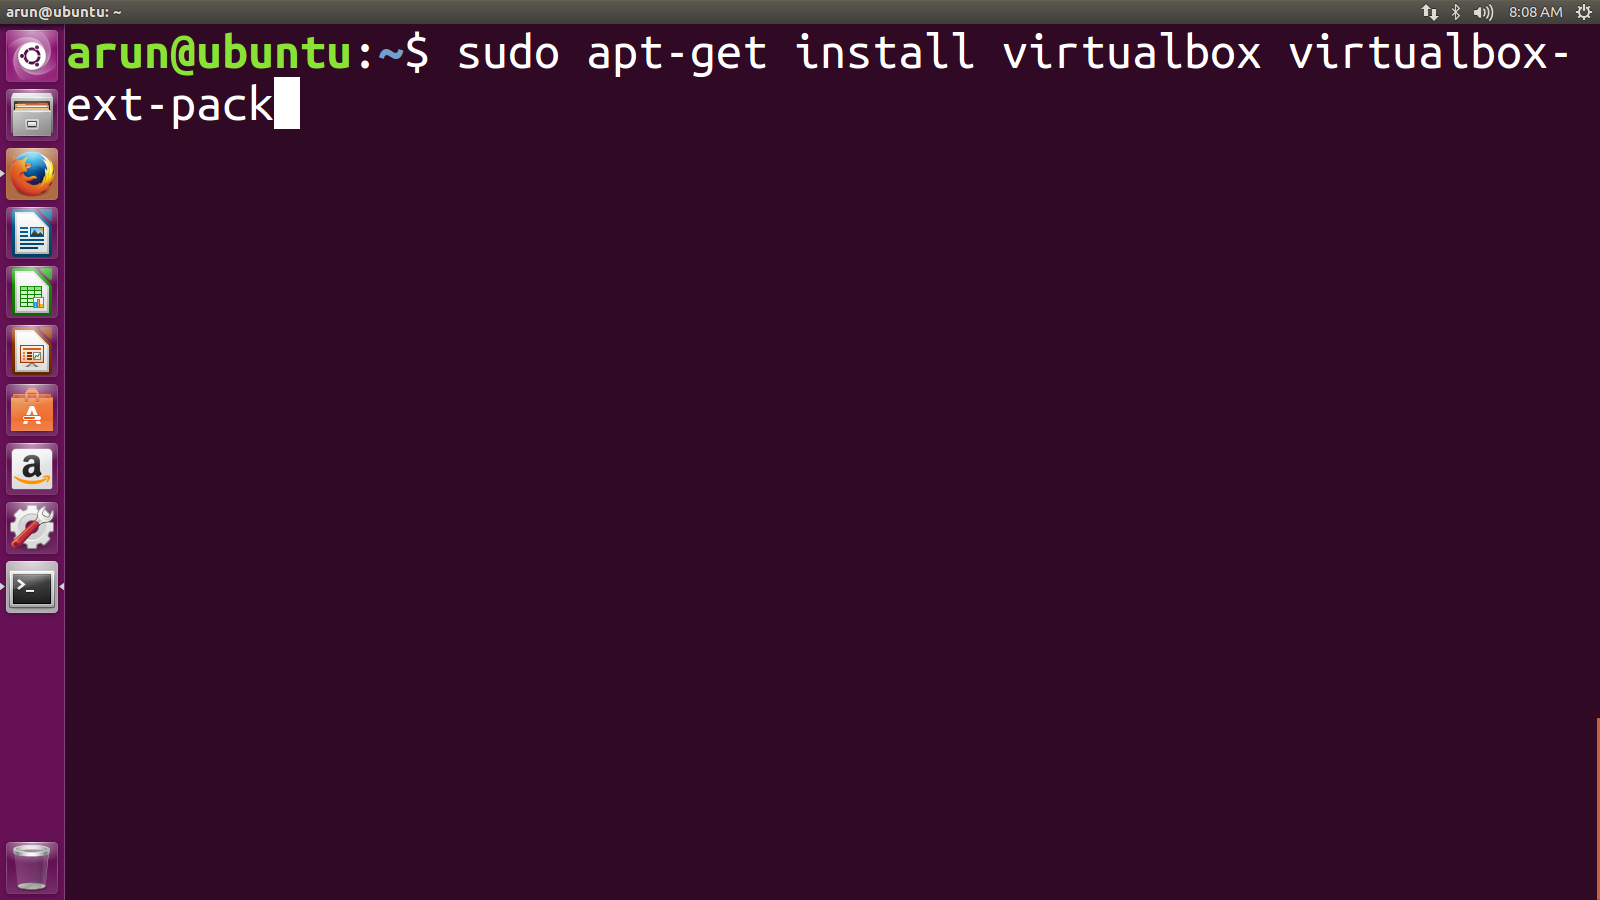 arun@ubuntu: ~
8:08 AM
arun@ubuntu:~$ sudo apt-get install virtualbox virtualbox-
ext-pack